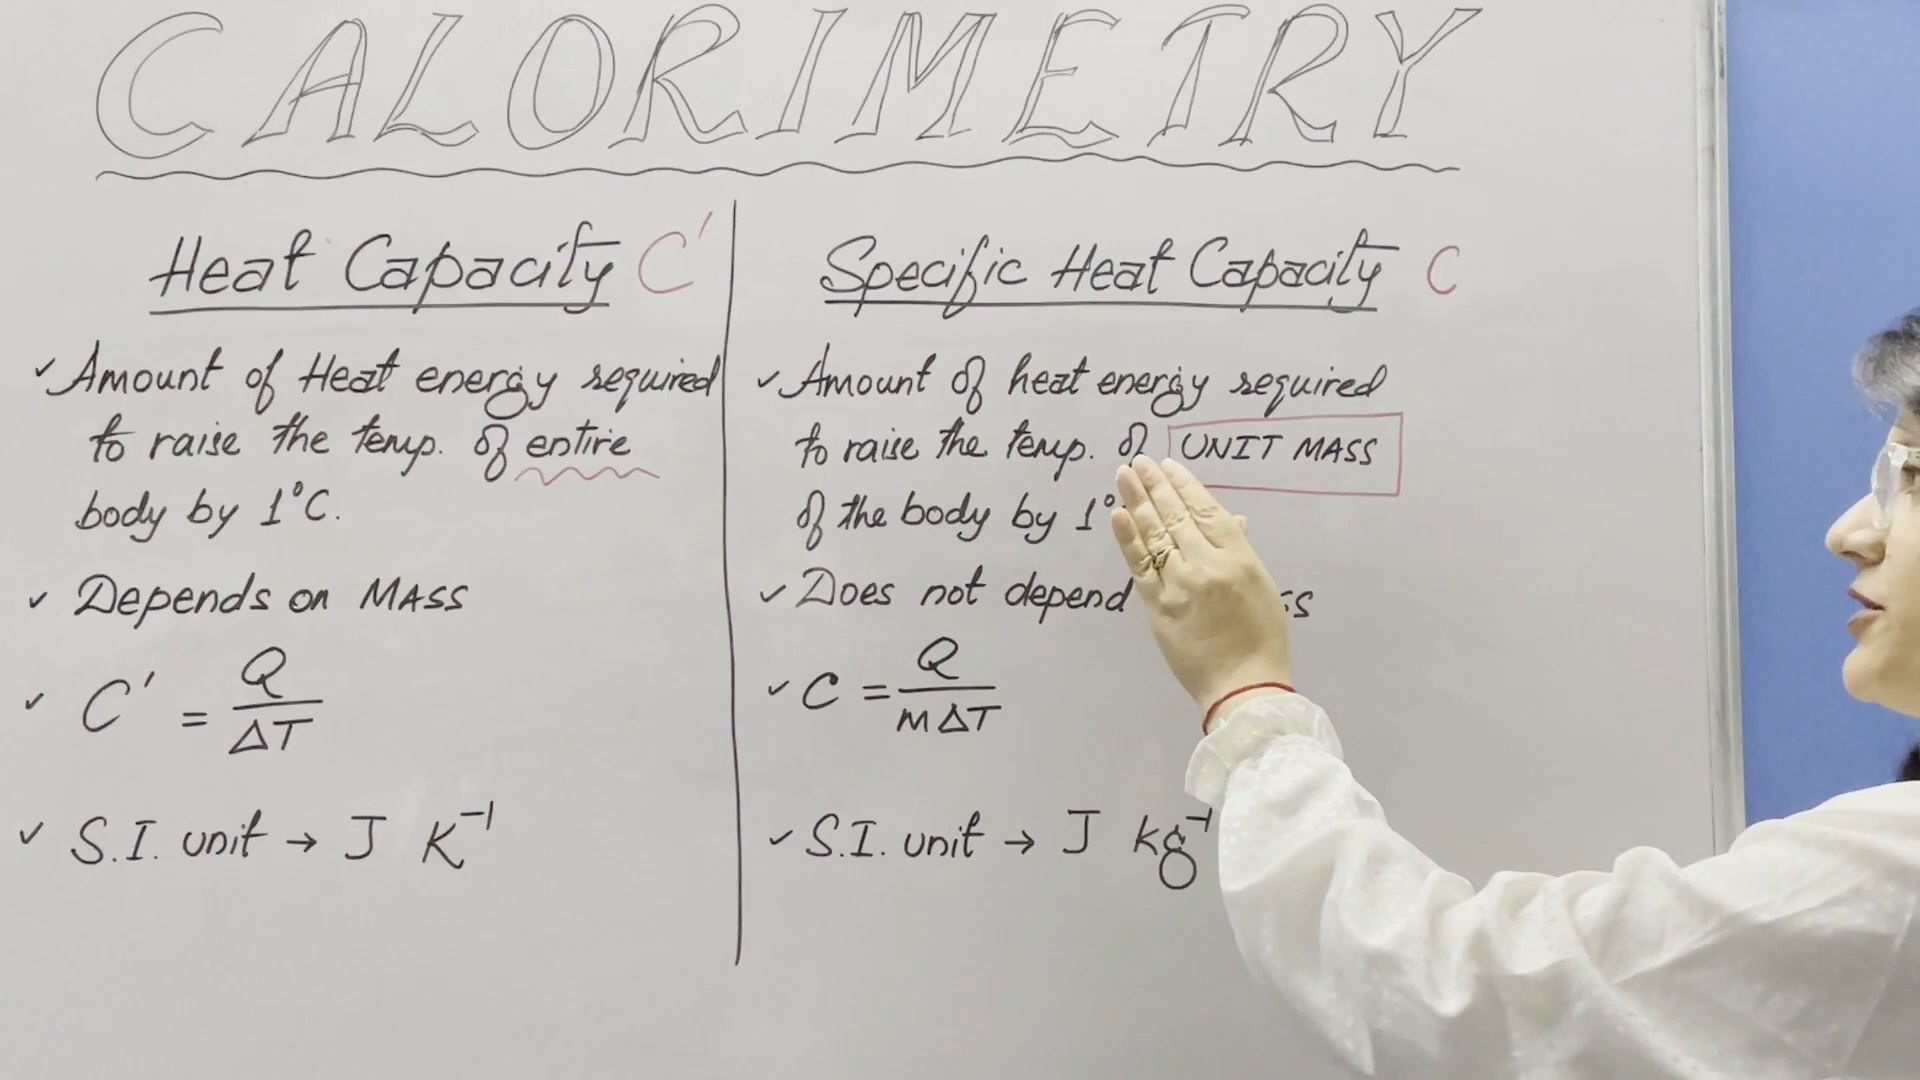 CALORIMETRY
Heat Capacity C'
✓ Amount of Heat energy required
to raise the temp. of entire
body by 1°C.
✓ Depends on MASS
✓ C' = Q/ΔT
✓ S.I. unit → J K⁻¹
Specific Heat Capacity C
✓ Amount of heat energy required
to raise the temp. of UNIT MASS
of the body by 1°
✓ Does not depend
✓ C = Q/MΔT
✓ S.I. unit → J kg⁻¹